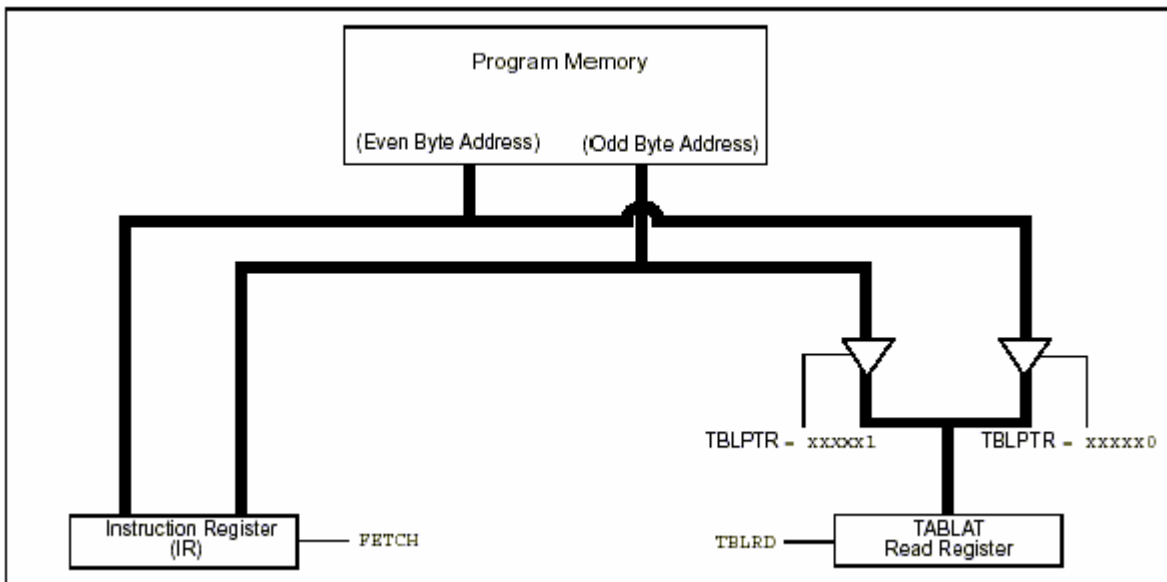 Program Memory
(Even Byte Address) (Odd Byte Address)
TBLPTR = xxxxx1
TBLPTR = xxxxx0
Instruction Register
(IR)
FETCH
TBLRD
TABLAT
Read Register